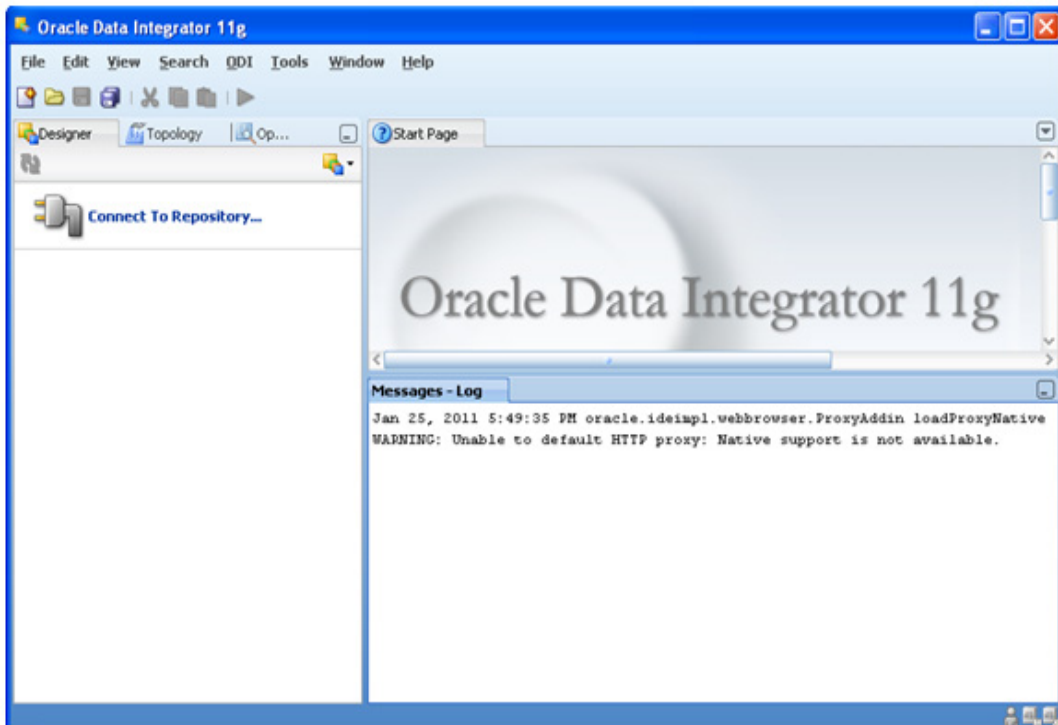 Oracle Data Integrator 11g
File Edit View Search ODI Tools Window Help
Designer Topology Op... Start Page
Connect To Repository...
Oracle Data Integrator 11g
Messages - Log
Jan 25, 2011 5:49:35 PM oracle.ideimpl.webbrowser.ProxyAddin loadProxyNative
WARNING: Unable to default HTTP proxy: Native support is not available.